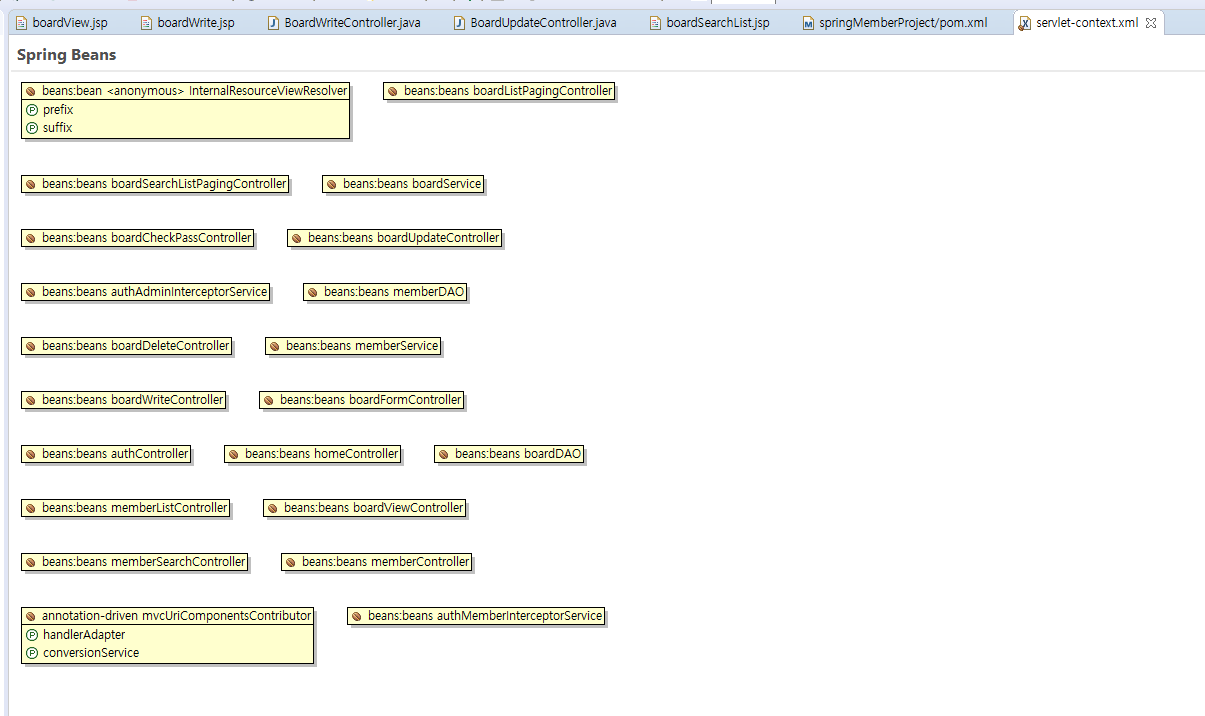 boardView.jsp boardWrite.jsp BoardWriteController.java BoardUpdateController.java boardSearchList.jsp springMemberProject/pom.xml servlet-context.xml
Spring Beans
beans:bean <anonymous> InternalResourceViewResolver beans:beans boardListPagingController
prefix
suffix
beans:beans boardSearchListPagingController beans:beans boardService
beans:beans boardCheckPassController beans:beans boardUpdateController
beans:beans authAdminInterceptorService beans:beans memberDAO
beans:beans boardDeleteController beans:beans memberService
beans:beans boardWriteController beans:beans boardFormController
beans:beans authController beans:beans homeController beans:beans boardDAO
beans:beans memberListController beans:beans boardViewController
beans:beans memberSearchController beans:beans memberController
annotation-driven mvcUriComponentsContributor beans:beans authMemberInterceptorService
handlerAdapter
conversionService